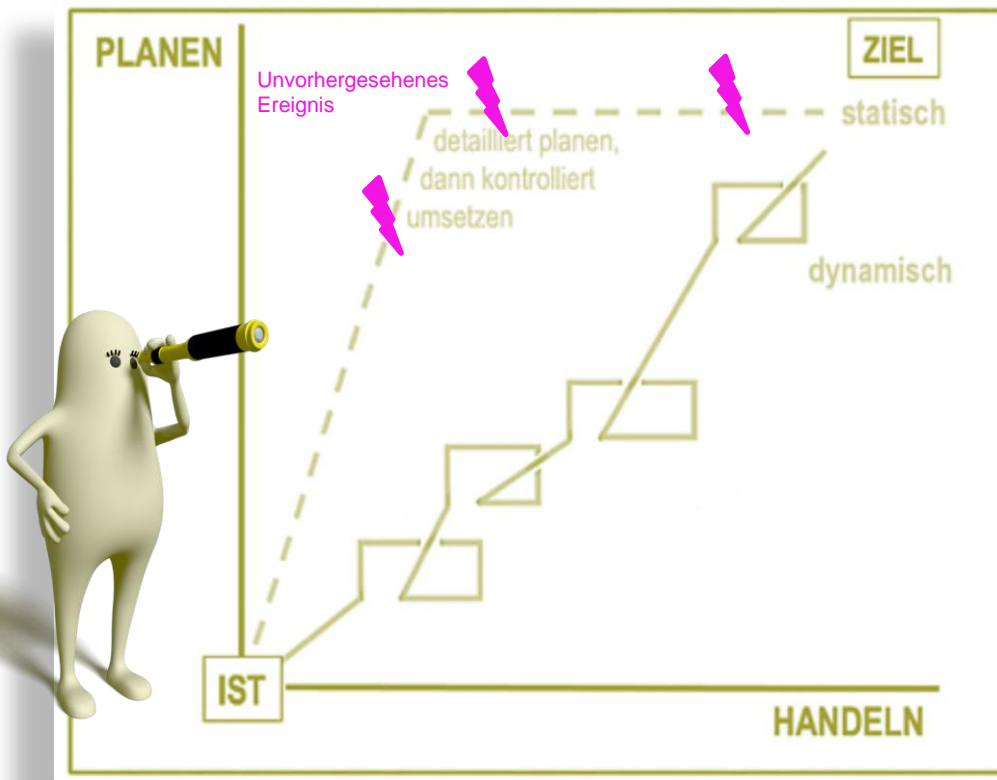 PLANEN
ZIEL
Unvorhergesehenes
Ereignis
statisch
detailliert planen,
dann kontrolliert
umsetzen
dynamisch
IST
HANDELN